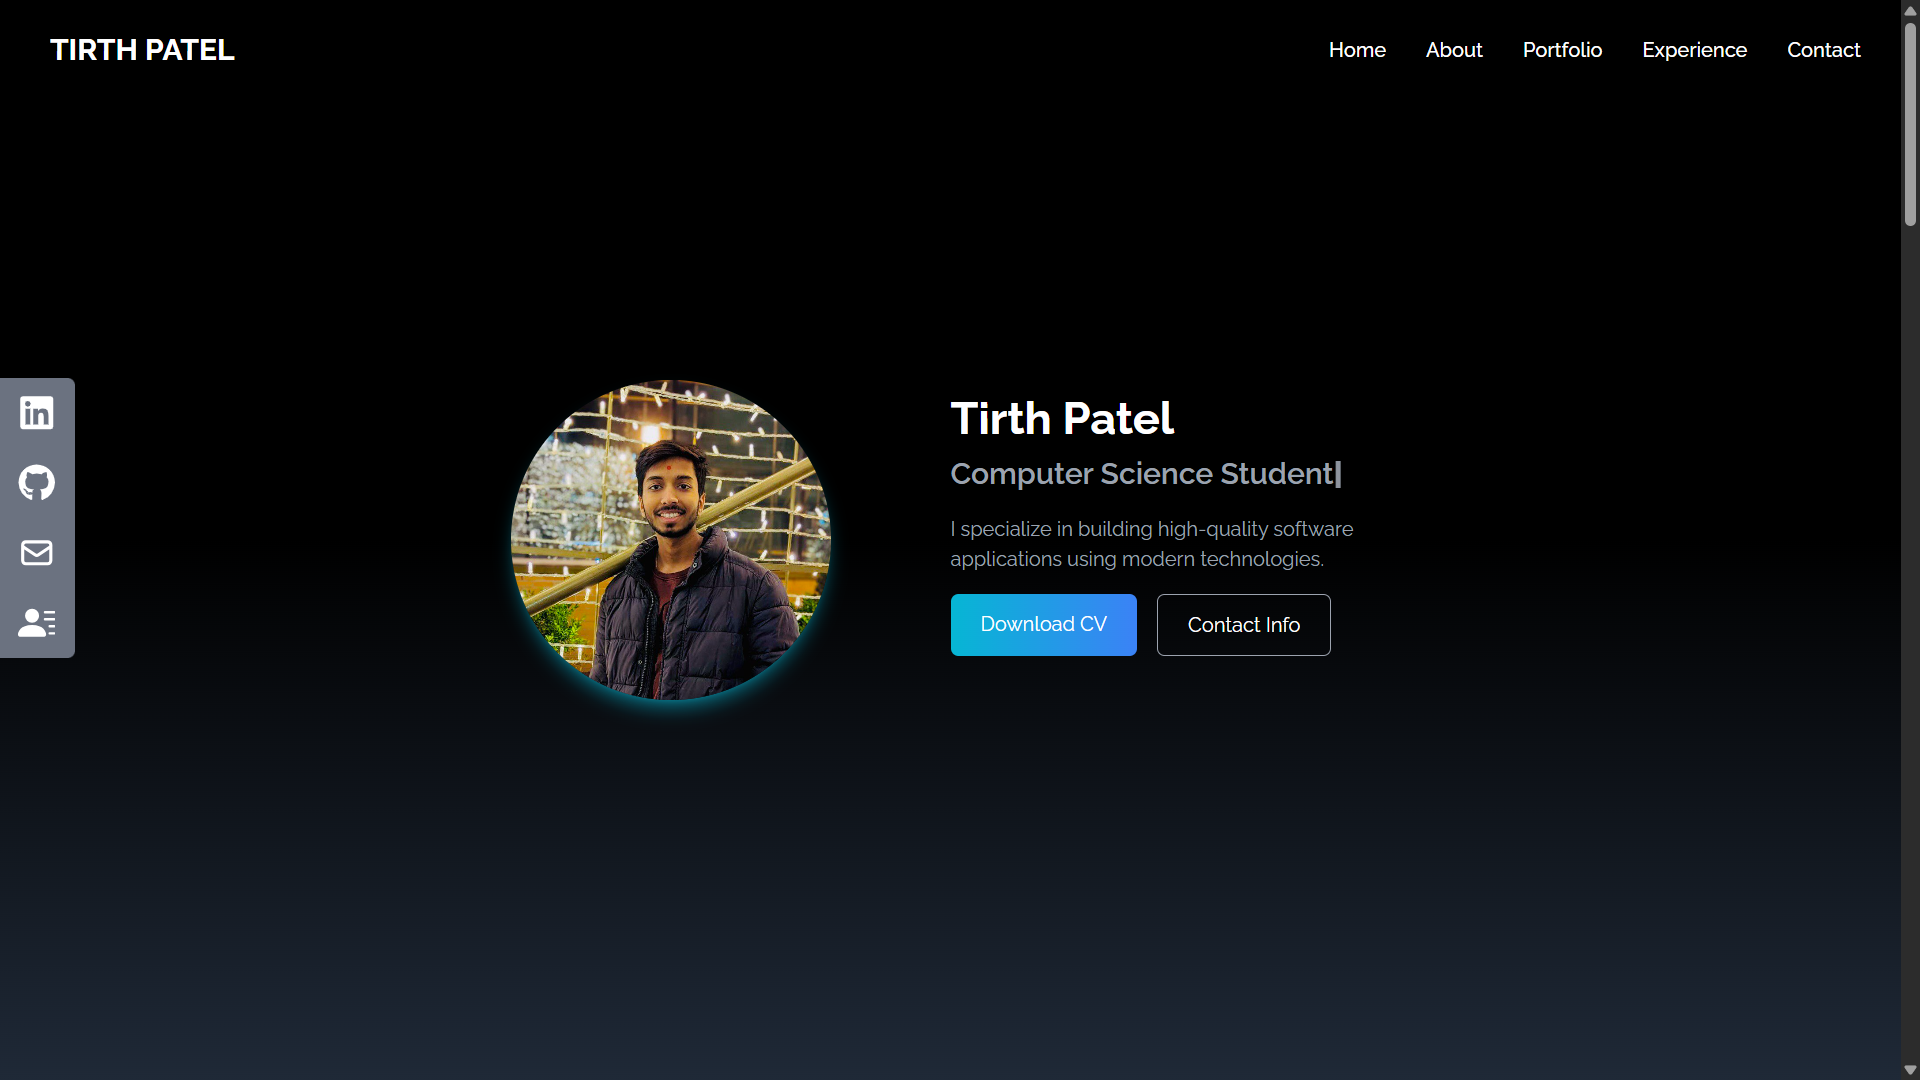 TIRTH PATEL
Home
About
Portfolio
Experience
Contact
in
Tirth Patel
Computer Science Student|
I specialize in building high-quality software
applications using modern technologies.
Download CV
Contact Info